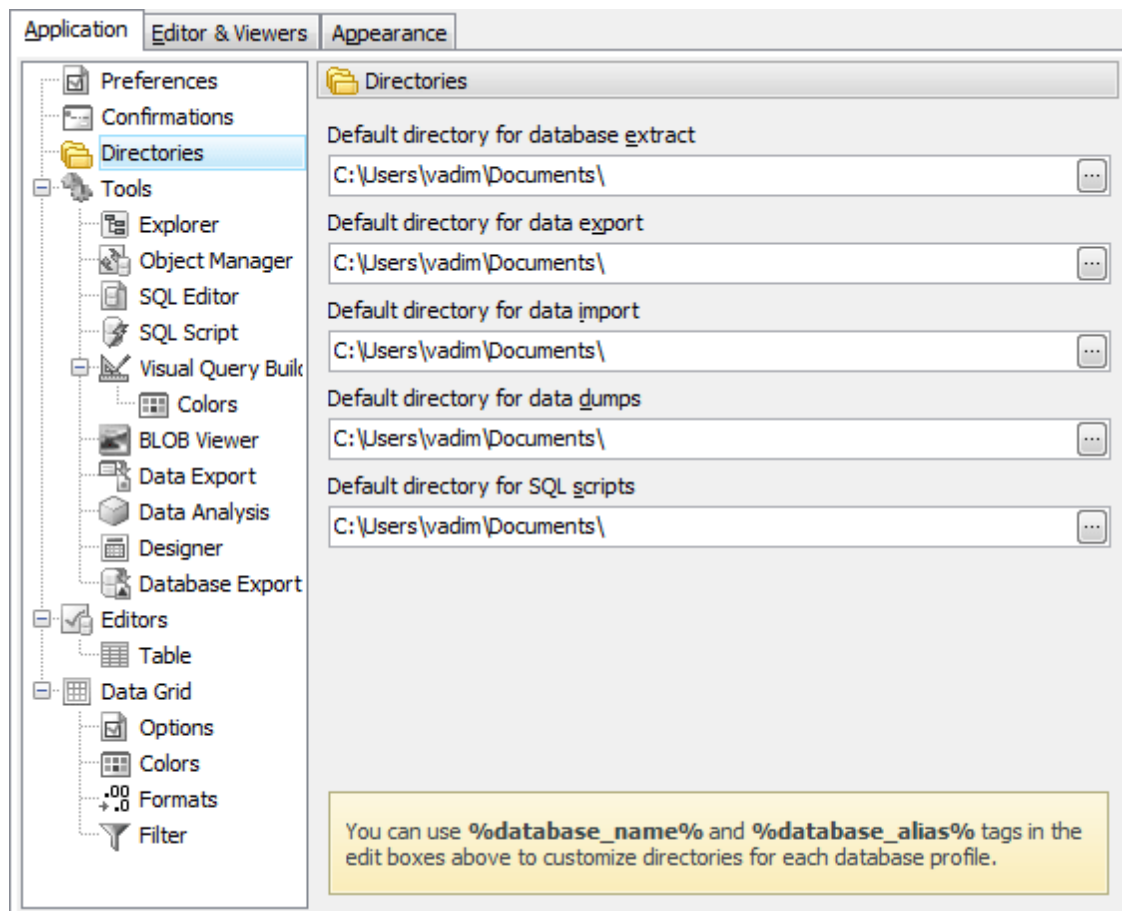 Application
Editor & Viewers
Appearance
Preferences
Confirmations
Directories
Tools
Explorer
Object Manager
SQL Editor
SQL Script
Visual Query Build
Colors
BLOB Viewer
Data Export
Data Analysis
Designer
Database Export
Editors
Table
Data Grid
Options
Colors
Formats
Filter
Directories
Default directory for database extract
C:\Users\vadim\Documents\
Default directory for data export
C:\Users\vadim\Documents\
Default directory for data import
C:\Users\vadim\Documents\
Default directory for data dumps
C:\Users\vadim\Documents\
Default directory for SQL scripts
C:\Users\vadim\Documents\
You can use %database_name% and %database_alias% tags in the
edit boxes above to customize directories for each database profile.